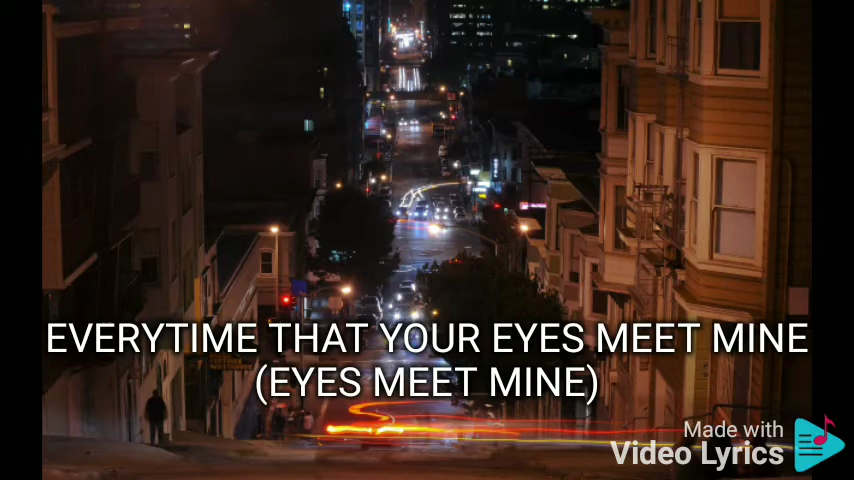 EVERYTIME THAT YOUR EYES MEET MINE
(EYES MEET MINE)
Made with
Video Lyrics